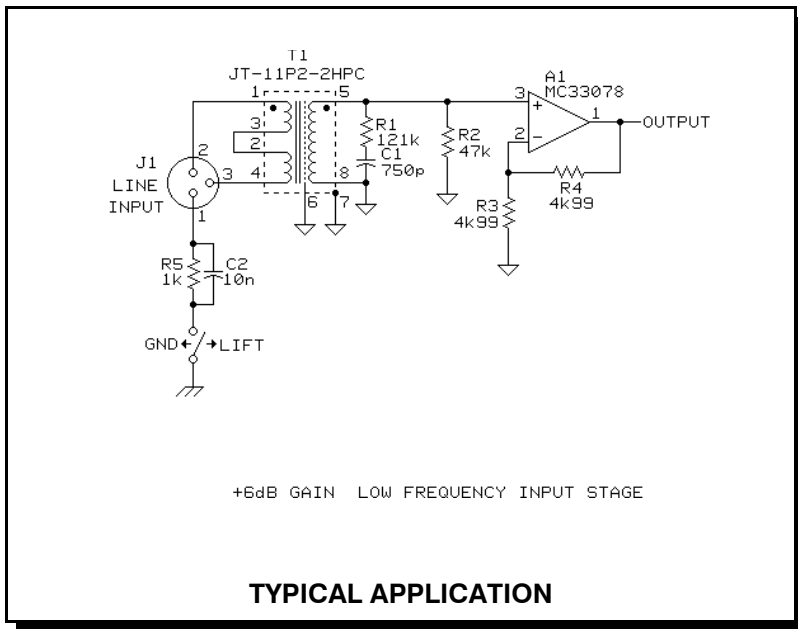 T1
JT-11P2-2HPC
1
5
3
2
4
8
6
7
J1
LINE
INPUT
2
3
1
R1
121k
C1
750p
R2
47k
A1
MC33078
3
+
2
−
1
OUTPUT
R4
4k99
R3
4k99
R5
1k
C2
10n
GND
LIFT
+6dB GAIN LOW FREQUENCY INPUT STAGE
TYPICAL APPLICATION